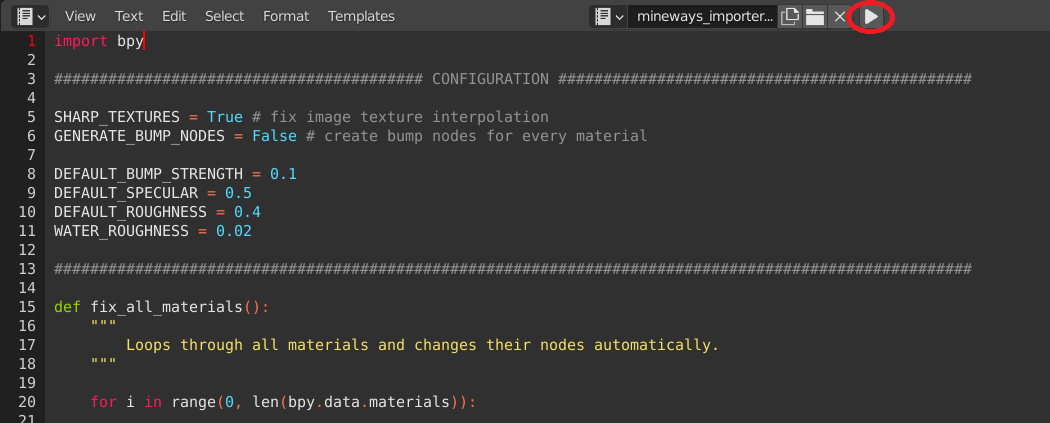 View Text Edit Select Format Templates mineways_importer...
1 import bpy
2
3 ######################################### CONFIGURATION ##############################################
4
5 SHARP_TEXTURES = True # fix image texture interpolation
6 GENERATE_BUMP_NODES = False # create bump nodes for every material
7
8 DEFAULT_BUMP_STRENGTH = 0.1
9 DEFAULT_SPECULAR = 0.5
10 DEFAULT_ROUGHNESS = 0.4
11 WATER_ROUGHNESS = 0.02
12
13 ######################################################################################################
14
15 def fix_all_materials():
16 """
17 Loops through all materials and changes their nodes automatically.
18 """
19
20 for i in range(0, len(bpy.data.materials)):
21